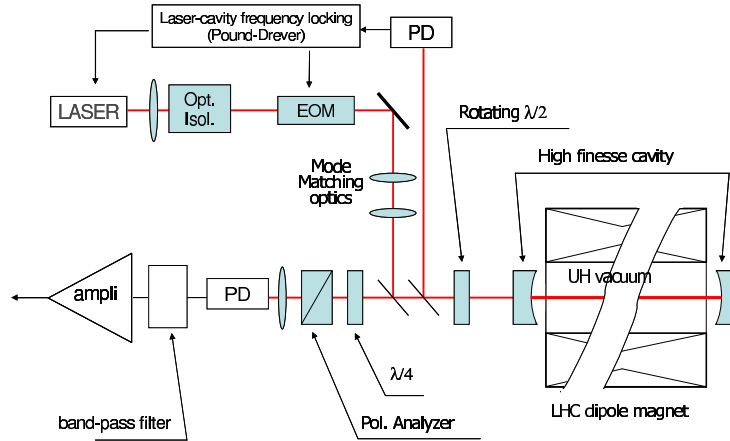 Laser-cavity frequency locking
(Pound-Drever)
PD
LASER
Opt.
Isol.
EOM
Rotating λ/2
High finesse cavity
Mode
Matching
optics
UH vacuum
ampli
PD
λ/4
LHC dipole magnet
band-pass filter
Pol. Analyzer